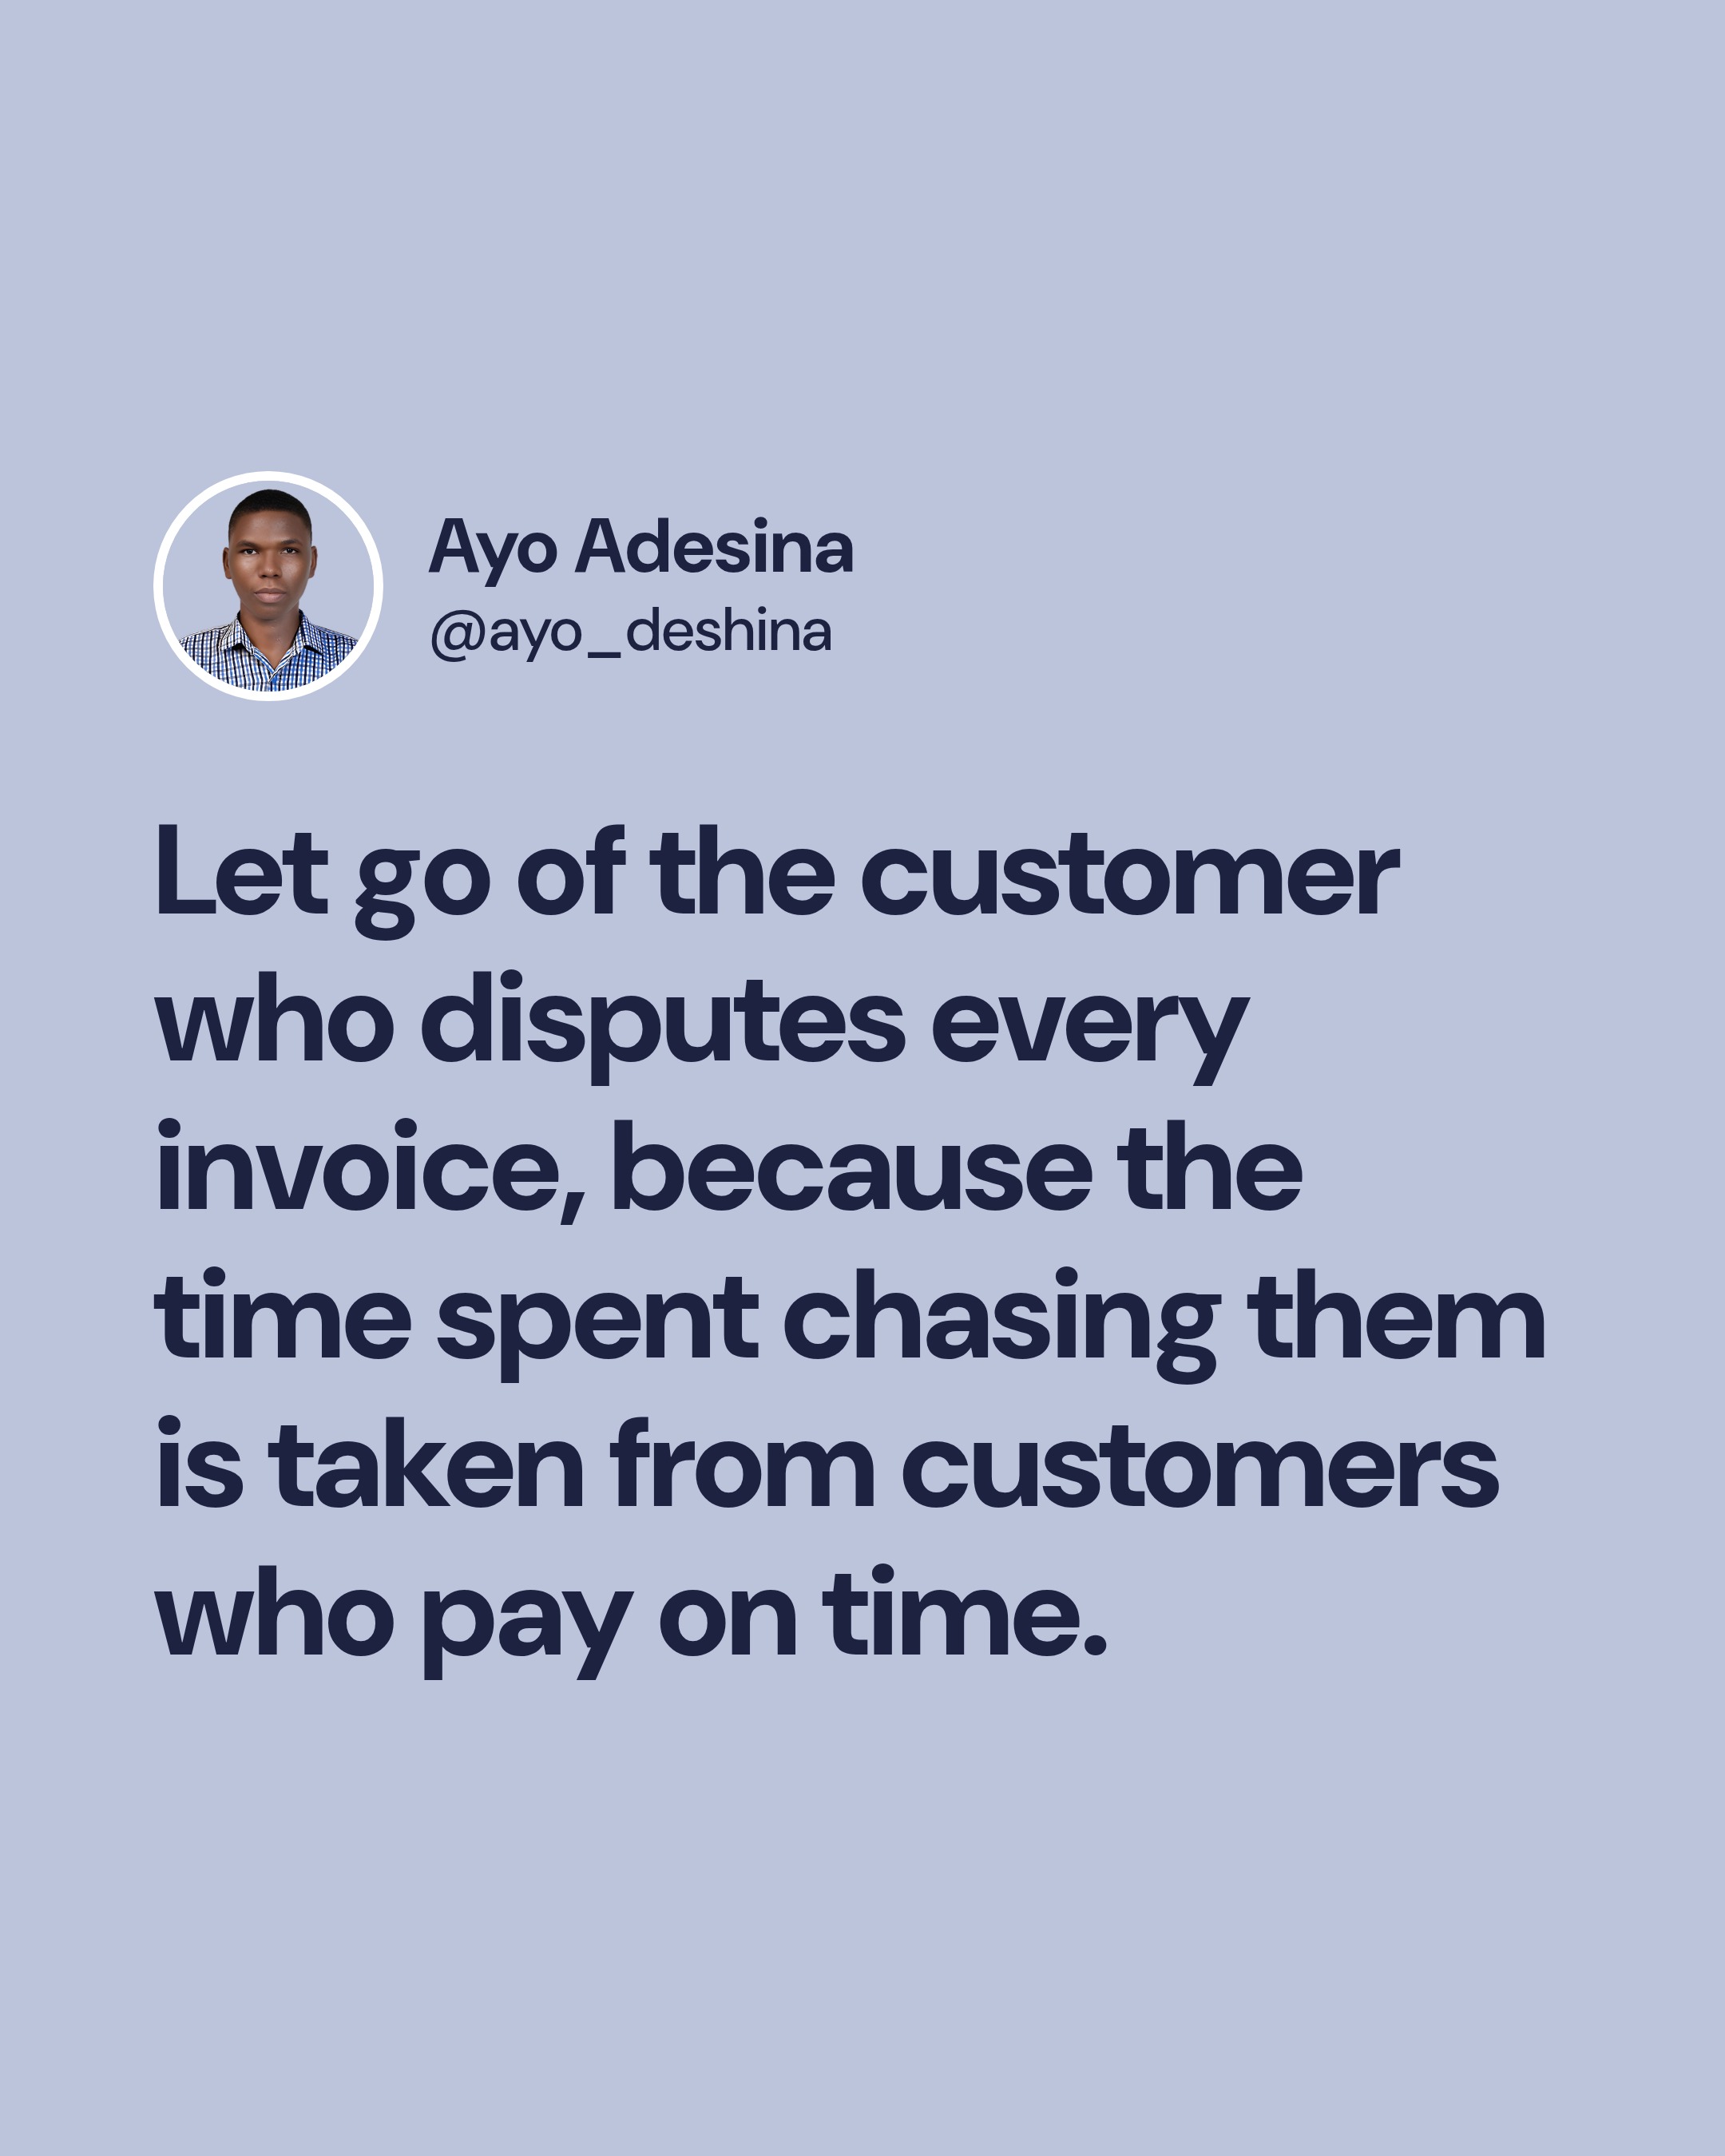 Ayo Adesina
@ayo_deshina
Let go of the customer
who disputes every
invoice, because the
time spent chasing them
is taken from customers
who pay on time.